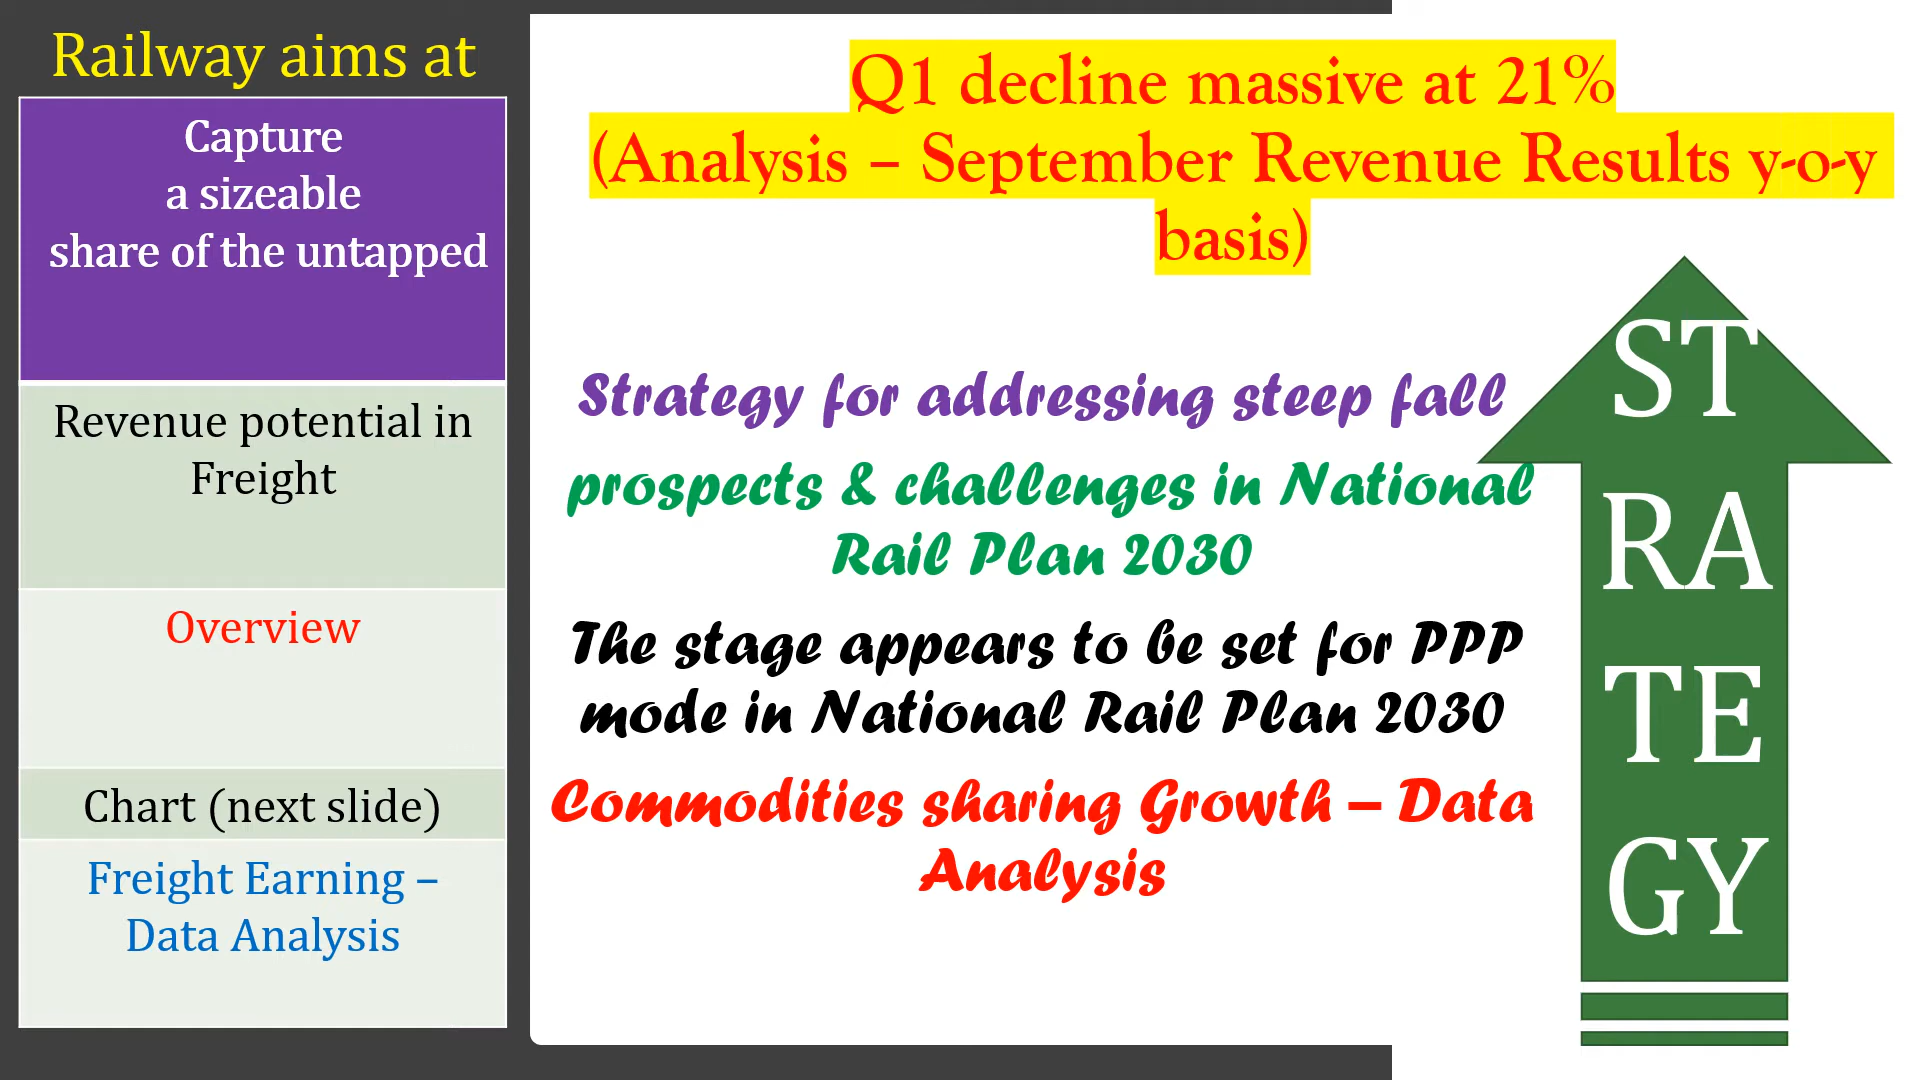 Railway aims at
Capture
a sizeable
share of the untapped
Revenue potential in
Freight
Overview
Chart (next slide)
Freight Earning –
Data Analysis
Q1 decline massive at 21%
(Analysis – September Revenue Results y-o-y
basis)
Strategy for addressing steep fall
prospects & challenges in National
Rail Plan 2030
The stage appears to be set for PPP
mode in National Rail Plan 2030
Commodities sharing Growth – Data
Analysis
ST
RA
TE
GY